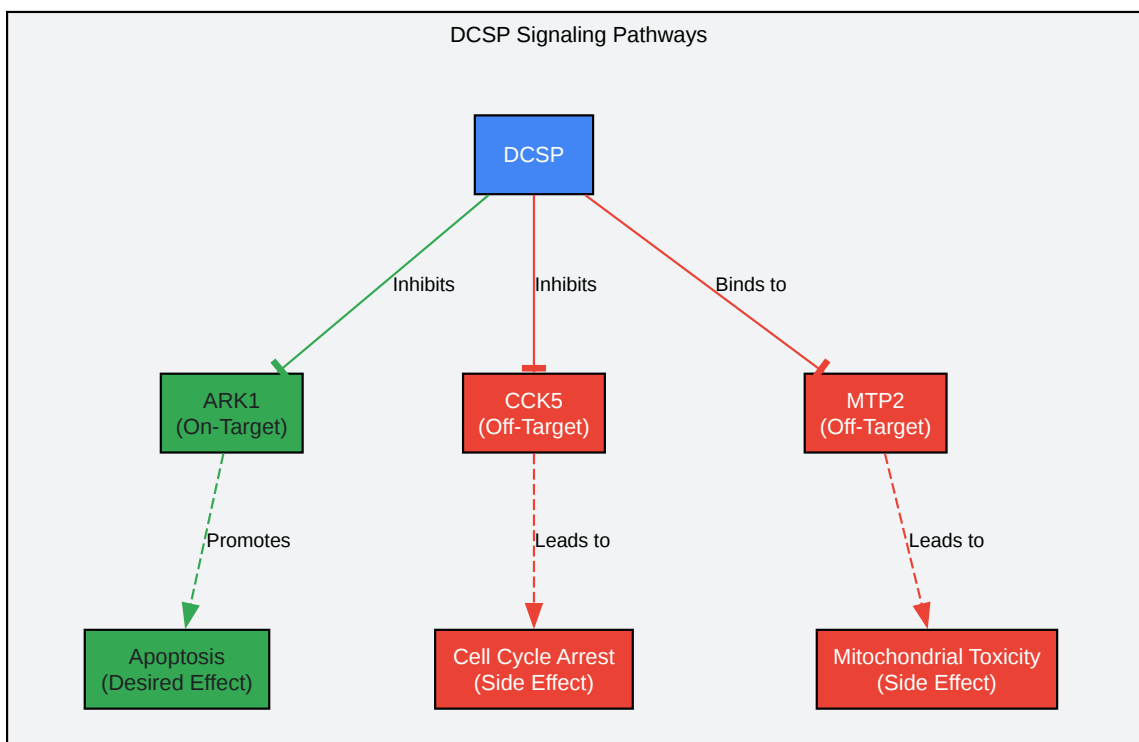 DCSP Signaling Pathways
DCSP
Inhibits
Inhibits
Binds to
ARK1
(On-Target)
CCK5
(Off-Target)
MTP2
(Off-Target)
Promotes
Leads to
Leads to
Apoptosis
(Desired Effect)
Cell Cycle Arrest
(Side Effect)
Mitochondrial Toxicity
(Side Effect)